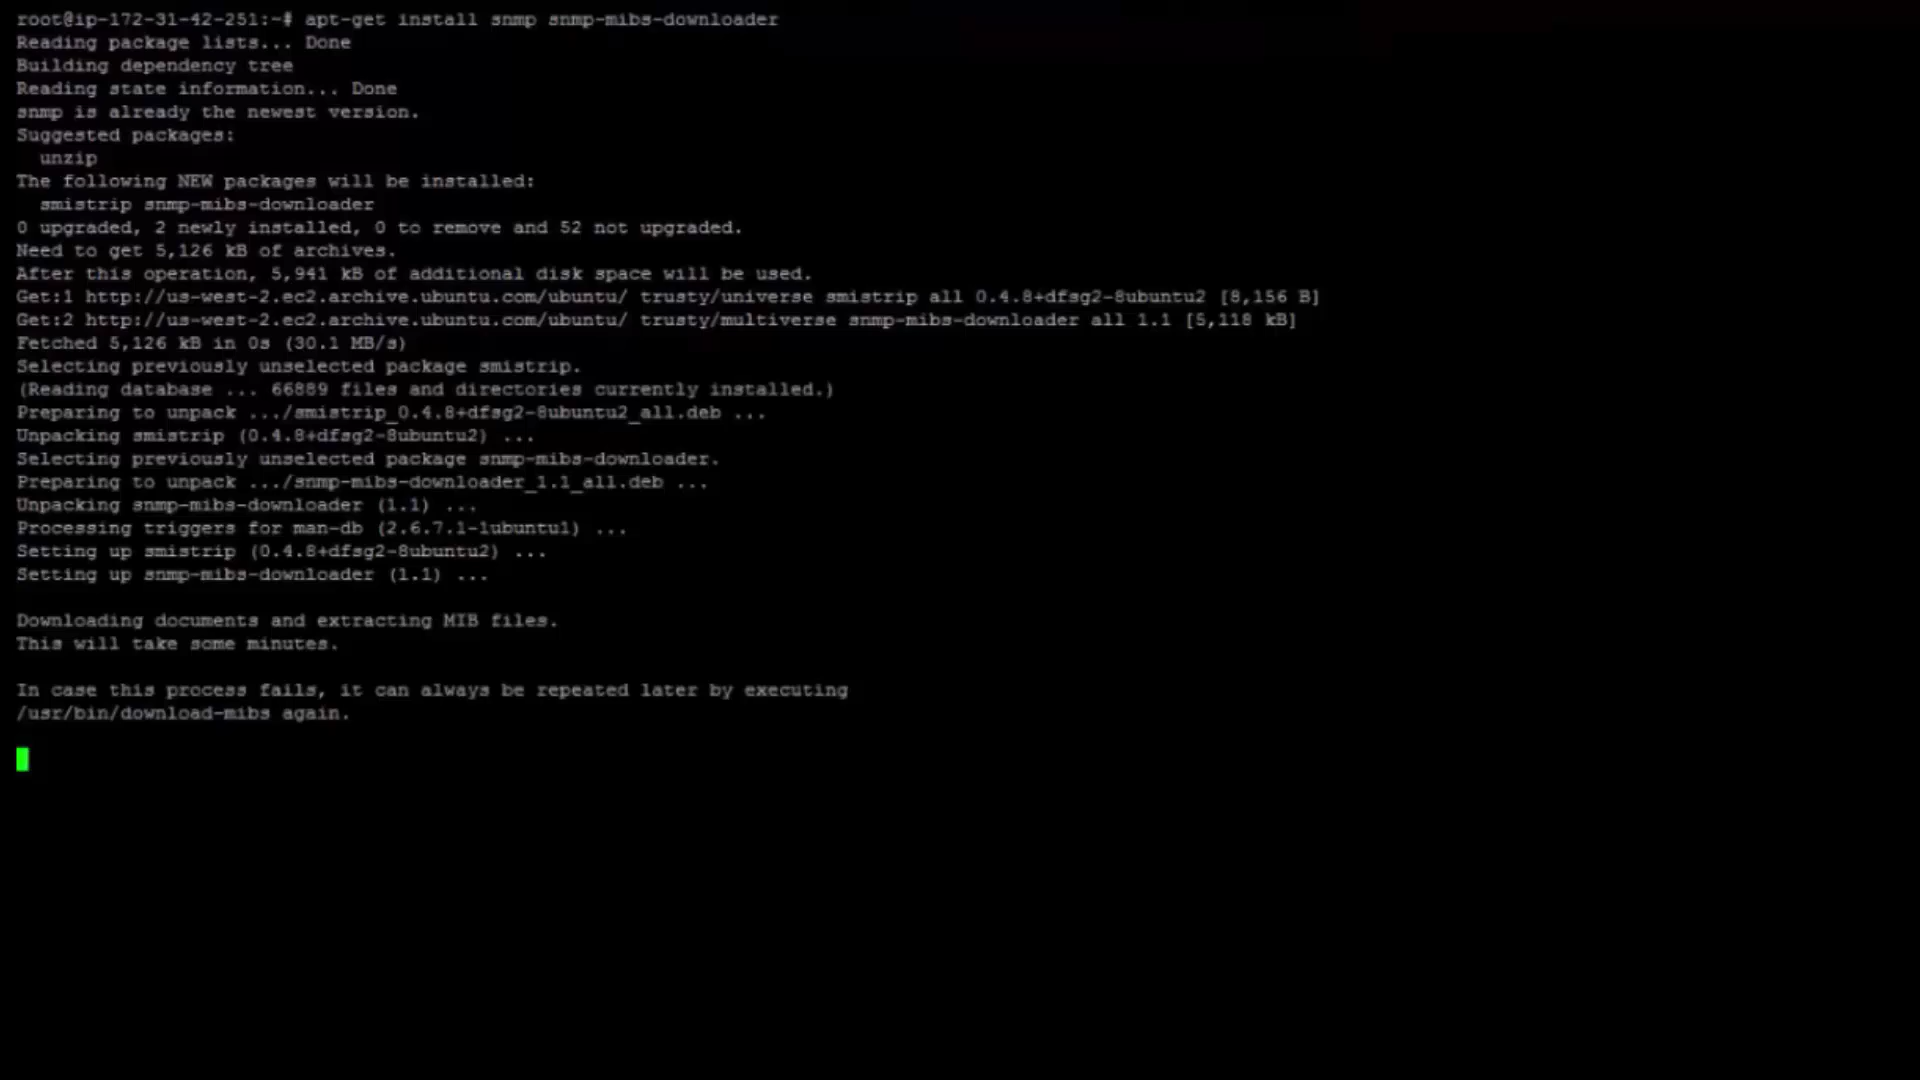 root@ip-172-31-42-251:~# apt-get install snmp snmp-mibs-downloader
Reading package lists... Done
Building dependency tree
Reading state information... Done
snmp is already the newest version.
Suggested packages:
  unzip
The following NEW packages will be installed:
  smistrip snmp-mibs-downloader
0 upgraded, 2 newly installed, 0 to remove and 52 not upgraded.
Need to get 5,126 kB of archives.
After this operation, 5,941 kB of additional disk space will be used.
Get:1 http://us-west-2.ec2.archive.ubuntu.com/ubuntu/ trusty/universe smistrip all 0.4.8+dfsg2-8ubuntu2 [8,156 B]
Get:2 http://us-west-2.ec2.archive.ubuntu.com/ubuntu/ trusty/multiverse snmp-mibs-downloader all 1.1 [5,118 kB]
Fetched 5,126 kB in 0s (30.1 MB/s)
Selecting previously unselected package smistrip.
(Reading database ... 66889 files and directories currently installed.)
Preparing to unpack .../smistrip_0.4.8+dfsg2-8ubuntu2_all.deb ...
Unpacking smistrip (0.4.8+dfsg2-8ubuntu2) ...
Selecting previously unselected package snmp-mibs-downloader.
Preparing to unpack .../snmp-mibs-downloader_1.1_all.deb ...
Unpacking snmp-mibs-downloader (1.1) ...
Processing triggers for man-db (2.6.7.1-1ubuntu1) ...
Setting up smistrip (0.4.8+dfsg2-8ubuntu2) ...
Setting up snmp-mibs-downloader (1.1) ...
Downloading documents and extracting MIB files.
This will take some minutes.
In case this process fails, it can always be repeated later by executing
/usr/bin/download-mibs again.